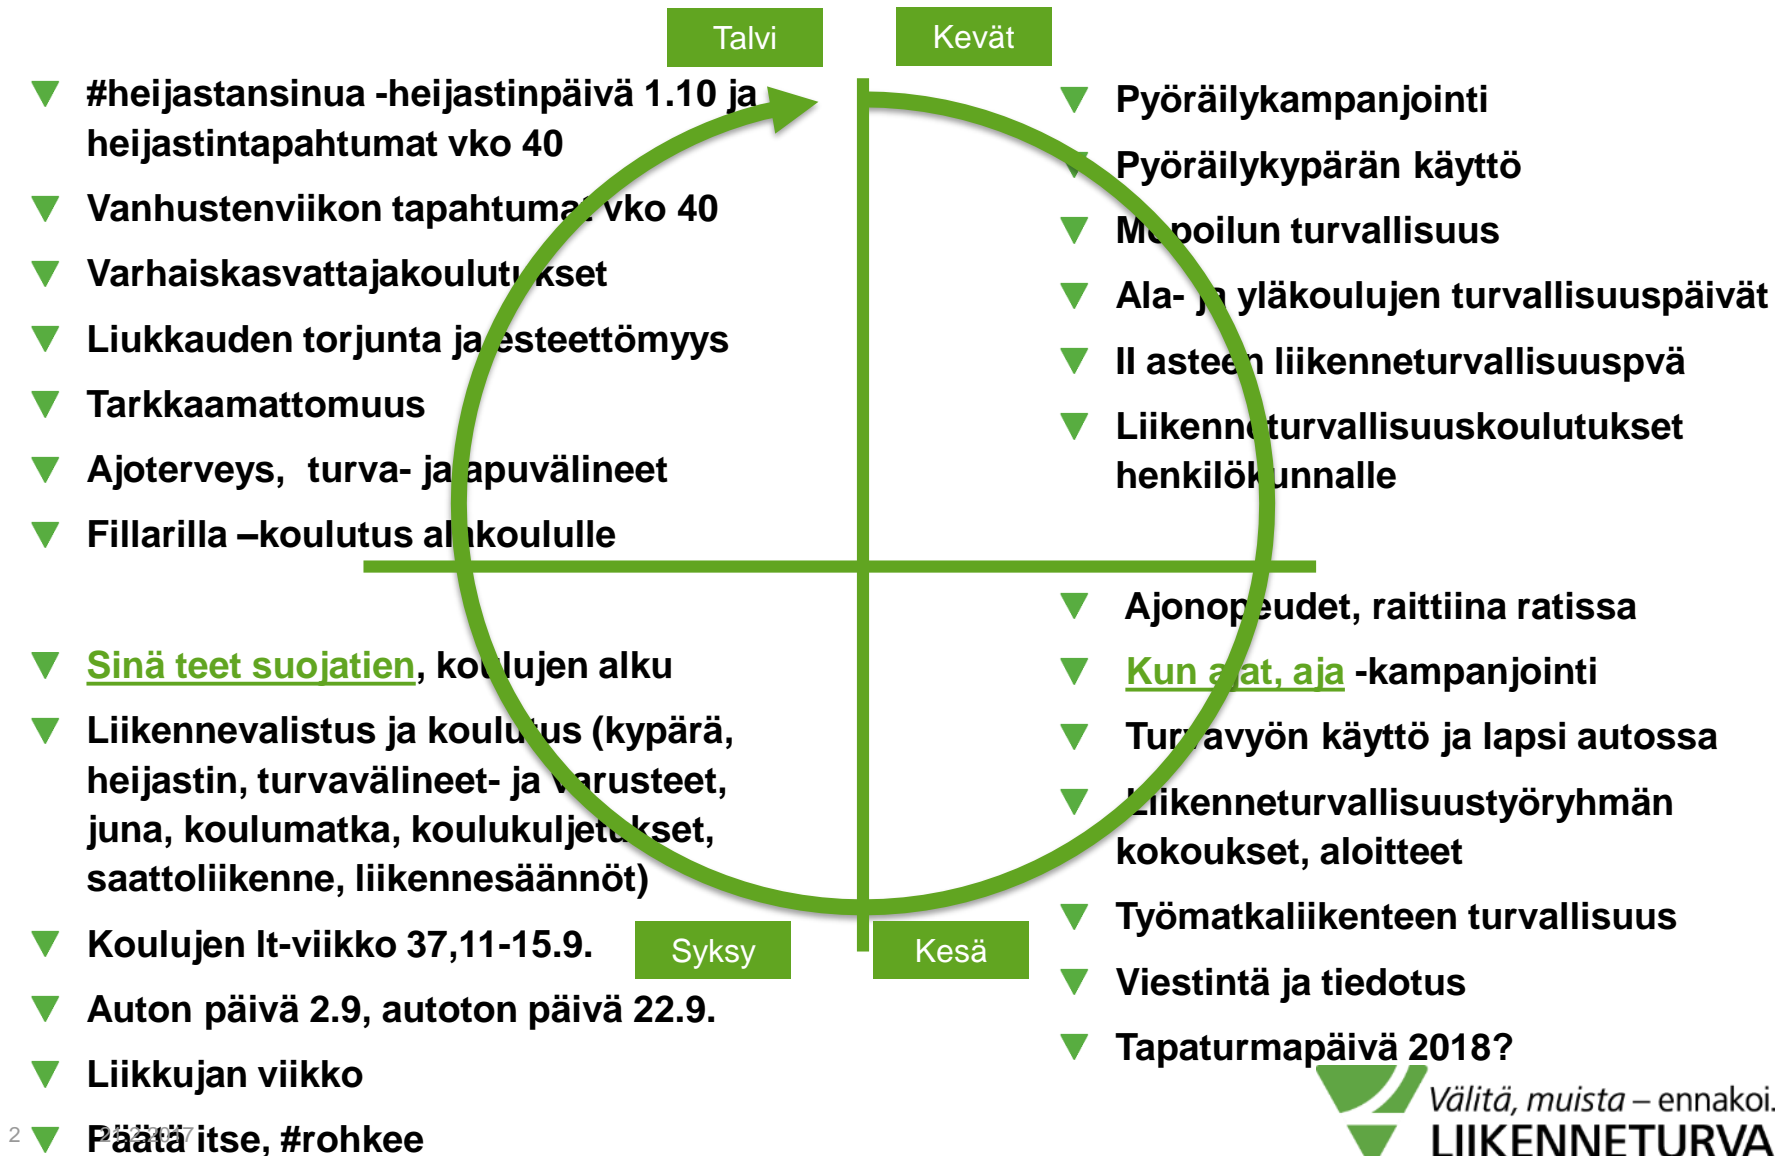 Talvi
Kevät
#heijastansinua -heijastinpäivä 1.10 ja
heijastintapahtumat vko 40
Vanhustenviikon tapahtumat vko 40
Varhaiskasvattajakoulutukset
Liukkauden torjunta ja esteettömyys
Tarkkaamattomuus
Ajoterveys, turva- ja apuvälineet
Fillarilla –koulutus alakoululle
Pyöräilykampanjointi
Pyöräilykypärän käyttö
Mopoilun turvallisuus
Ala- ja yläkoulujen turvallisuuspäivät
II asteen liikenneturvallisuuspvä
Liikenneturvallisuuskoulutukset
henkilökunnalle
Sinä teet suojatien, koulujen alku
Liikennevalistus ja koulutus (kypärä,
heijastin, turvavälineet- ja varusteet,
juna, koulumatka, koulukuljetukset,
saattoliikenne, liikennesäännöt)
Koulujen lt-viikko 37,11-15.9.
Auton päivä 2.9, autoton päivä 22.9.
Liikkujan viikko
Päätä itse, #rohkee
Syksy
Kesä
Ajonopeudet, raittiina ratissa
Kun ajat, aja -kampanjointi
Turvavyön käyttö ja lapsi autossa
Liikenneturvallisuustyöryhmän
kokoukset, aloitteet
Työmatkaliikenteen turvallisuus
Viestintä ja tiedotus
Tapaturmapäivä 2018?
2
21.2.2017
Välitä, muista – ennakoi.
LIIKENNETURVA